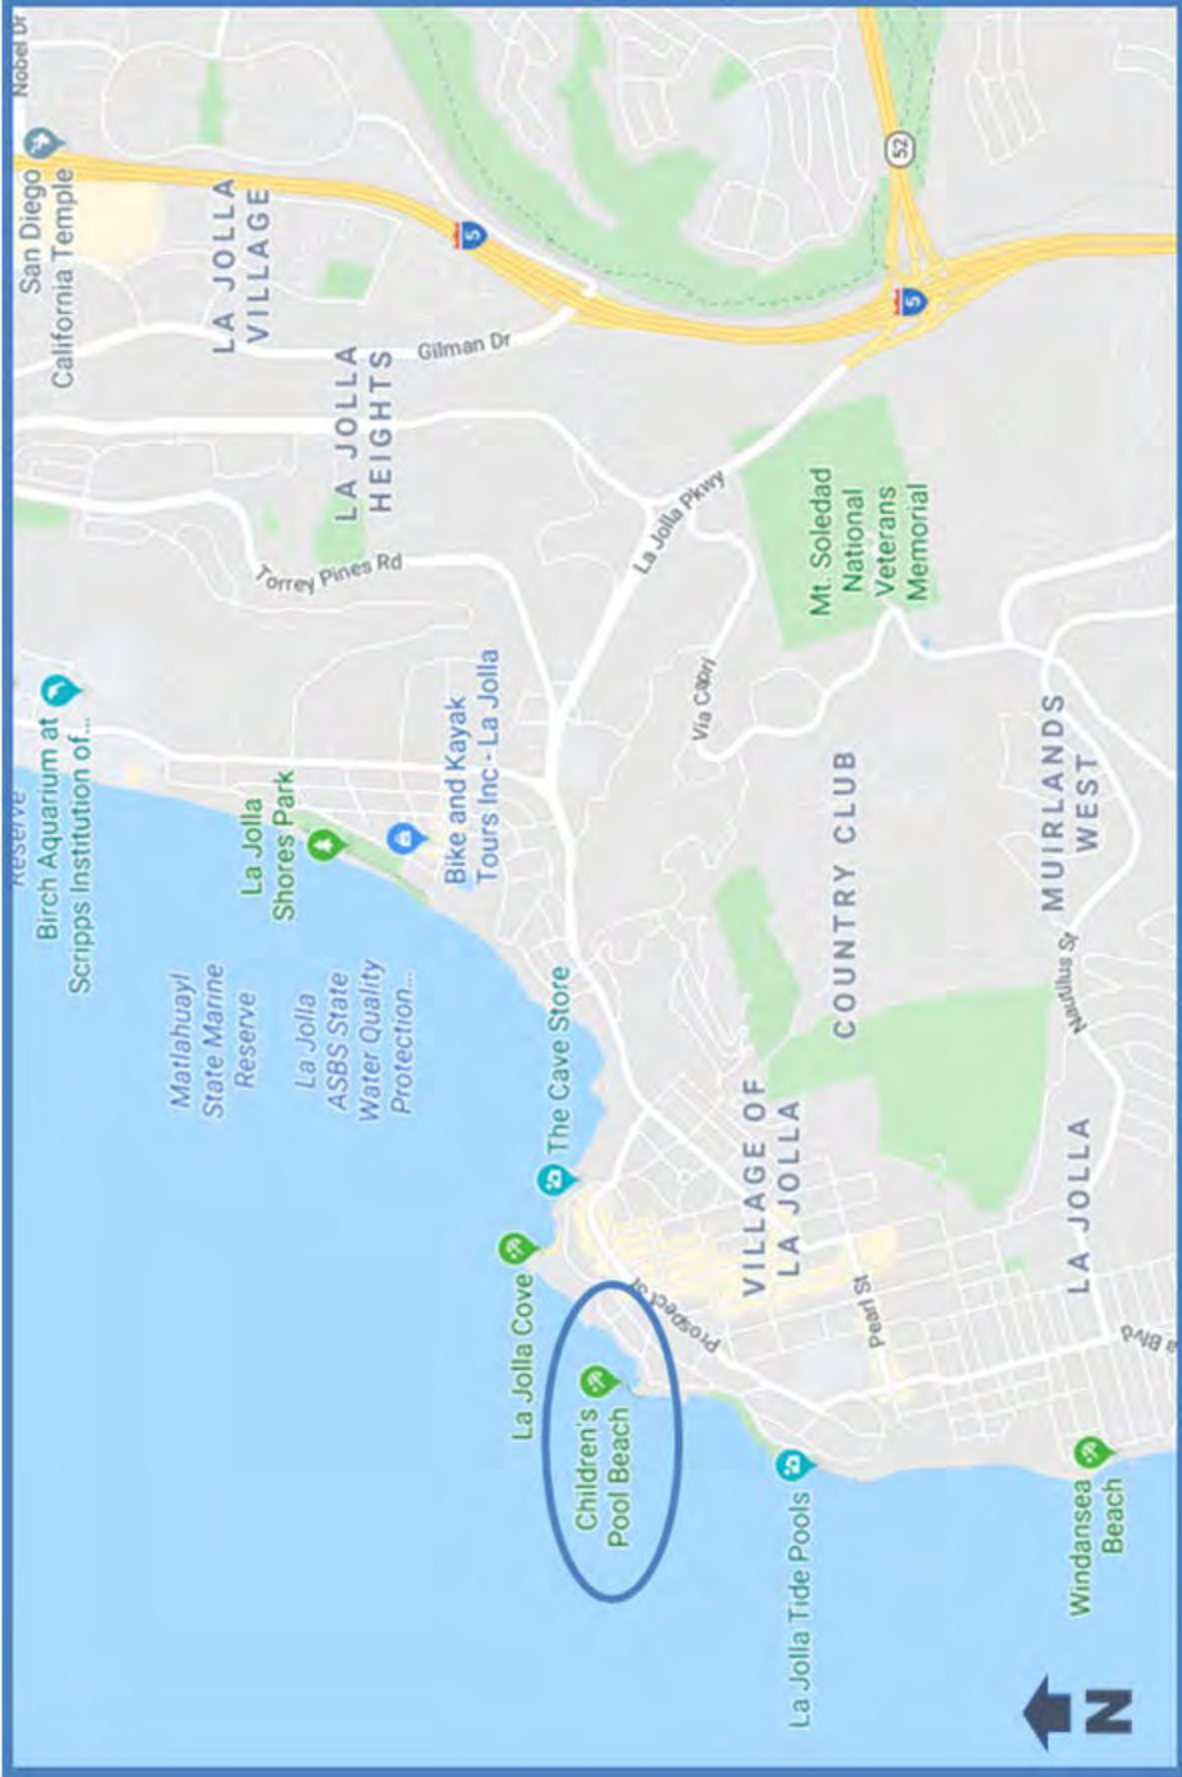 Nobel Dr
San Diego
California Temple
LA JOLLA
VILLAGE
5
52
5
Gilman Dr
LA JOLLA
HEIGHTS
Torrey Pines Rd
La Jolla Pkwy
Mt. Soledad
National
Veterans
Memorial
Via Capri
Reserve
Birch Aquarium at
Scripps Institution of...
La Jolla
Shores Park
Bike and Kayak
Tours Inc - La Jolla
Matlahuayl
State Marine
Reserve
La Jolla
ASBS State
Water Quality
Protection...
The Cave Store
COUNTRY CLUB
MUIRLANDS
WEST
Nautilus St
VILLAGE OF
LA JOLLA
LA JOLLA
La Jolla Cove
Prospect St
Pearl St
a Blvd
Children's
Pool Beach
La Jolla Tide Pools
Windansea
Beach
N